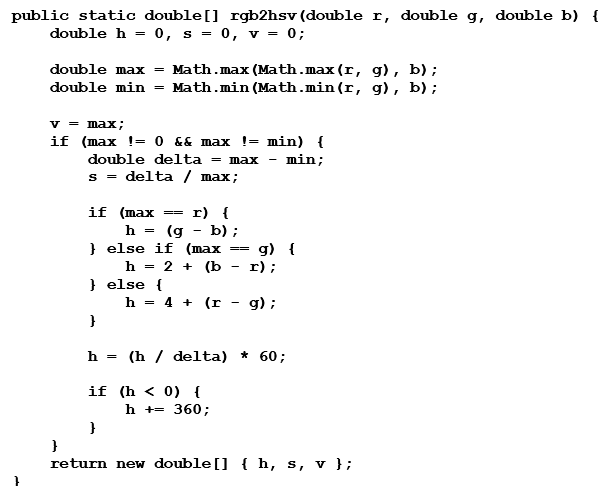 public static double[] rgb2hsv(double r, double g, double b) {
    double h = 0, s = 0, v = 0;

    double max = Math.max(Math.max(r, g), b);
    double min = Math.min(Math.min(r, g), b);

    v = max;
    if (max != 0 && max != min) {
        double delta = max - min;
        s = delta / max;

        if (max == r) {
            h = (g - b);
        } else if (max == g) {
            h = 2 + (b - r);
        } else {
            h = 4 + (r - g);
        }

        h = (h / delta) * 60;

        if (h < 0) {
            h += 360;
        }
    }
    return new double[] { h, s, v };
}